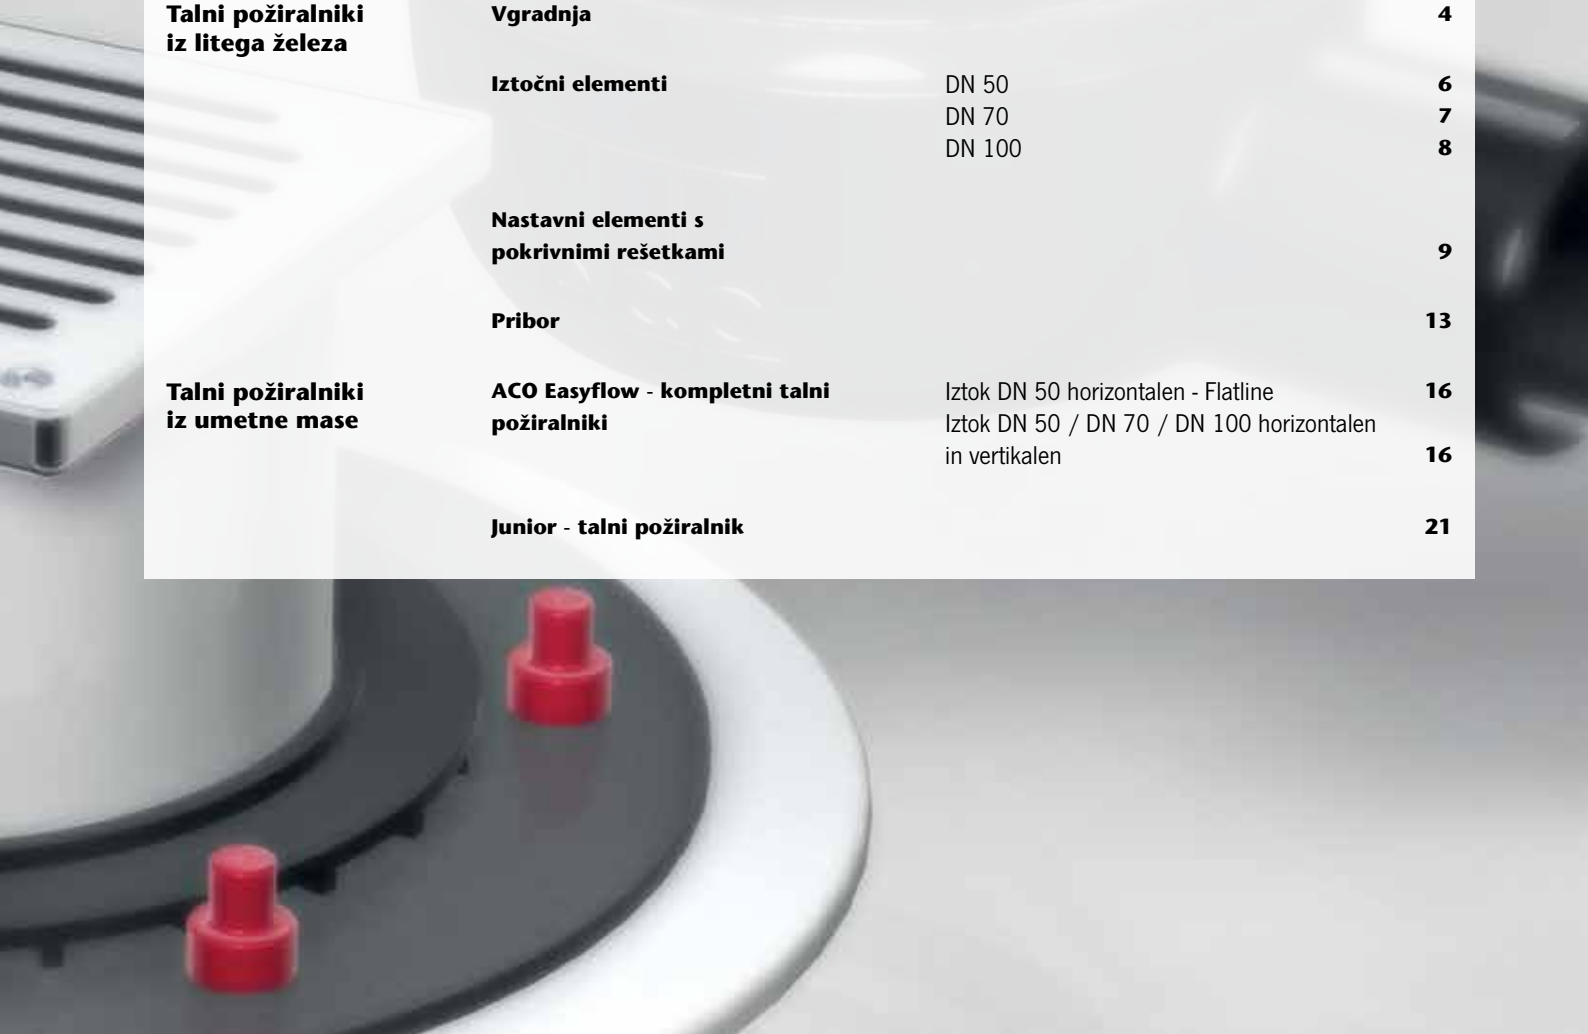 Talni požiralniki
iz litega železa
Vgradnja 4
Iztočni elementi DN 50 6
DN 70 7
DN 100 8
Nastavni elementi s
pokrivnimi rešetkami 9
Pribor 13
Talni požiralniki
iz umetne mase
ACO Easyflow - kompletni talni
požiralniki
Iztok DN 50 horizontalen - Flatline 16
Iztok DN 50 / DN 70 / DN 100 horizontalen
in vertikalen 16
Junior - talni požiralnik 21